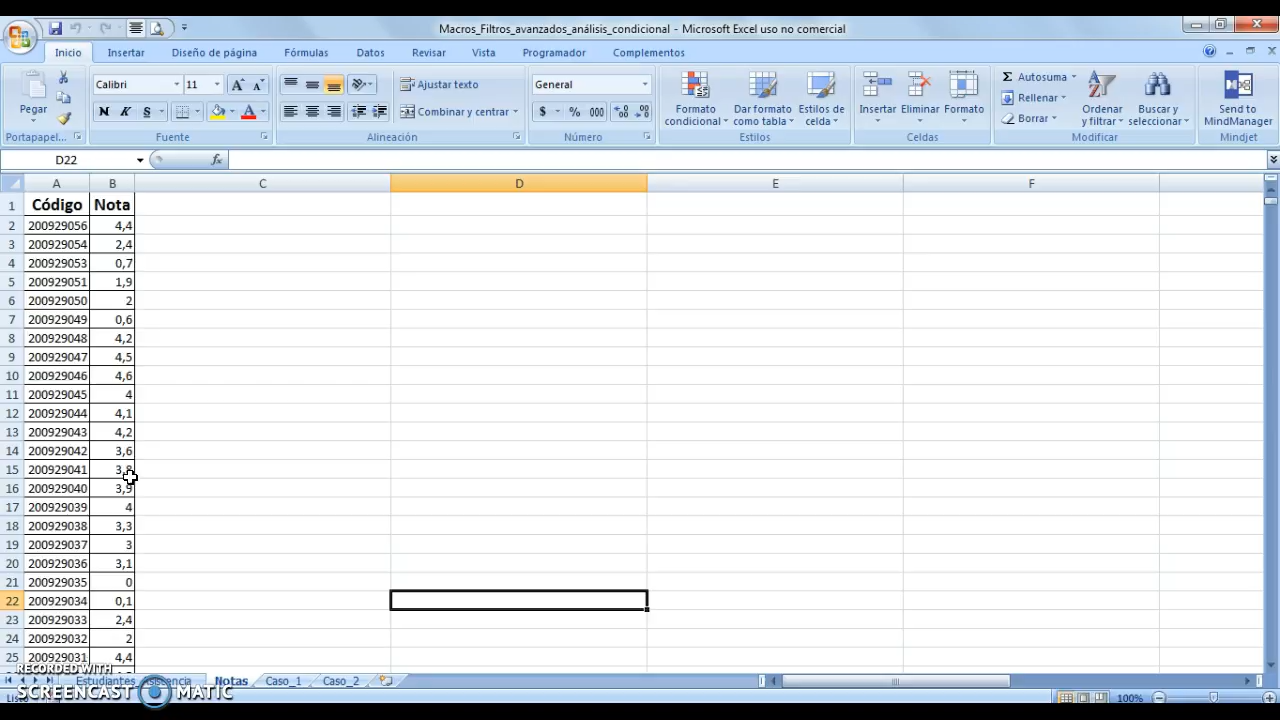 Macros_Filtros_avanzados_análisis_condicional - Microsoft Excel uso no comercial
Inicio Insertar Diseño de página Fórmulas Datos Revisar Vista Programador Complementos
Calibri 11 Ajustar texto General Autosuma
Pegar N K S Combinar y centrar $ % 000 Formato condicional Dar formato como tabla Estilos de celda Insertar Eliminar Formato Rellenar Borrar Ordenar y filtrar Buscar y seleccionar Send to MindManager
Portapapel... Fuente Alineación Número Estilos Celdas Modificar Mindjet
D22 fx
A B C D E F
1 Código Nota
2 200929056 4,4
3 200929054 2,4
4 200929053 0,7
5 200929051 1,9
6 200929050 2
7 200929049 0,6
8 200929048 4,2
9 200929047 4,5
10 200929046 4,6
11 200929045 4
12 200929044 4,1
13 200929043 4,2
14 200929042 3,6
15 200929041 3,8
16 200929040 3,9
17 200929039 4
18 200929038 3,3
19 200929037 3
20 200929036 3,1
21 200929035 0
22 200929034 0,1
23 200929033 2,4
24 200929032 2
25 200929031 4,4
RECORDED WITH
Estudiantes Asistencia Notas Caso_1 Caso_2
SCREENCAST MATIC
100%